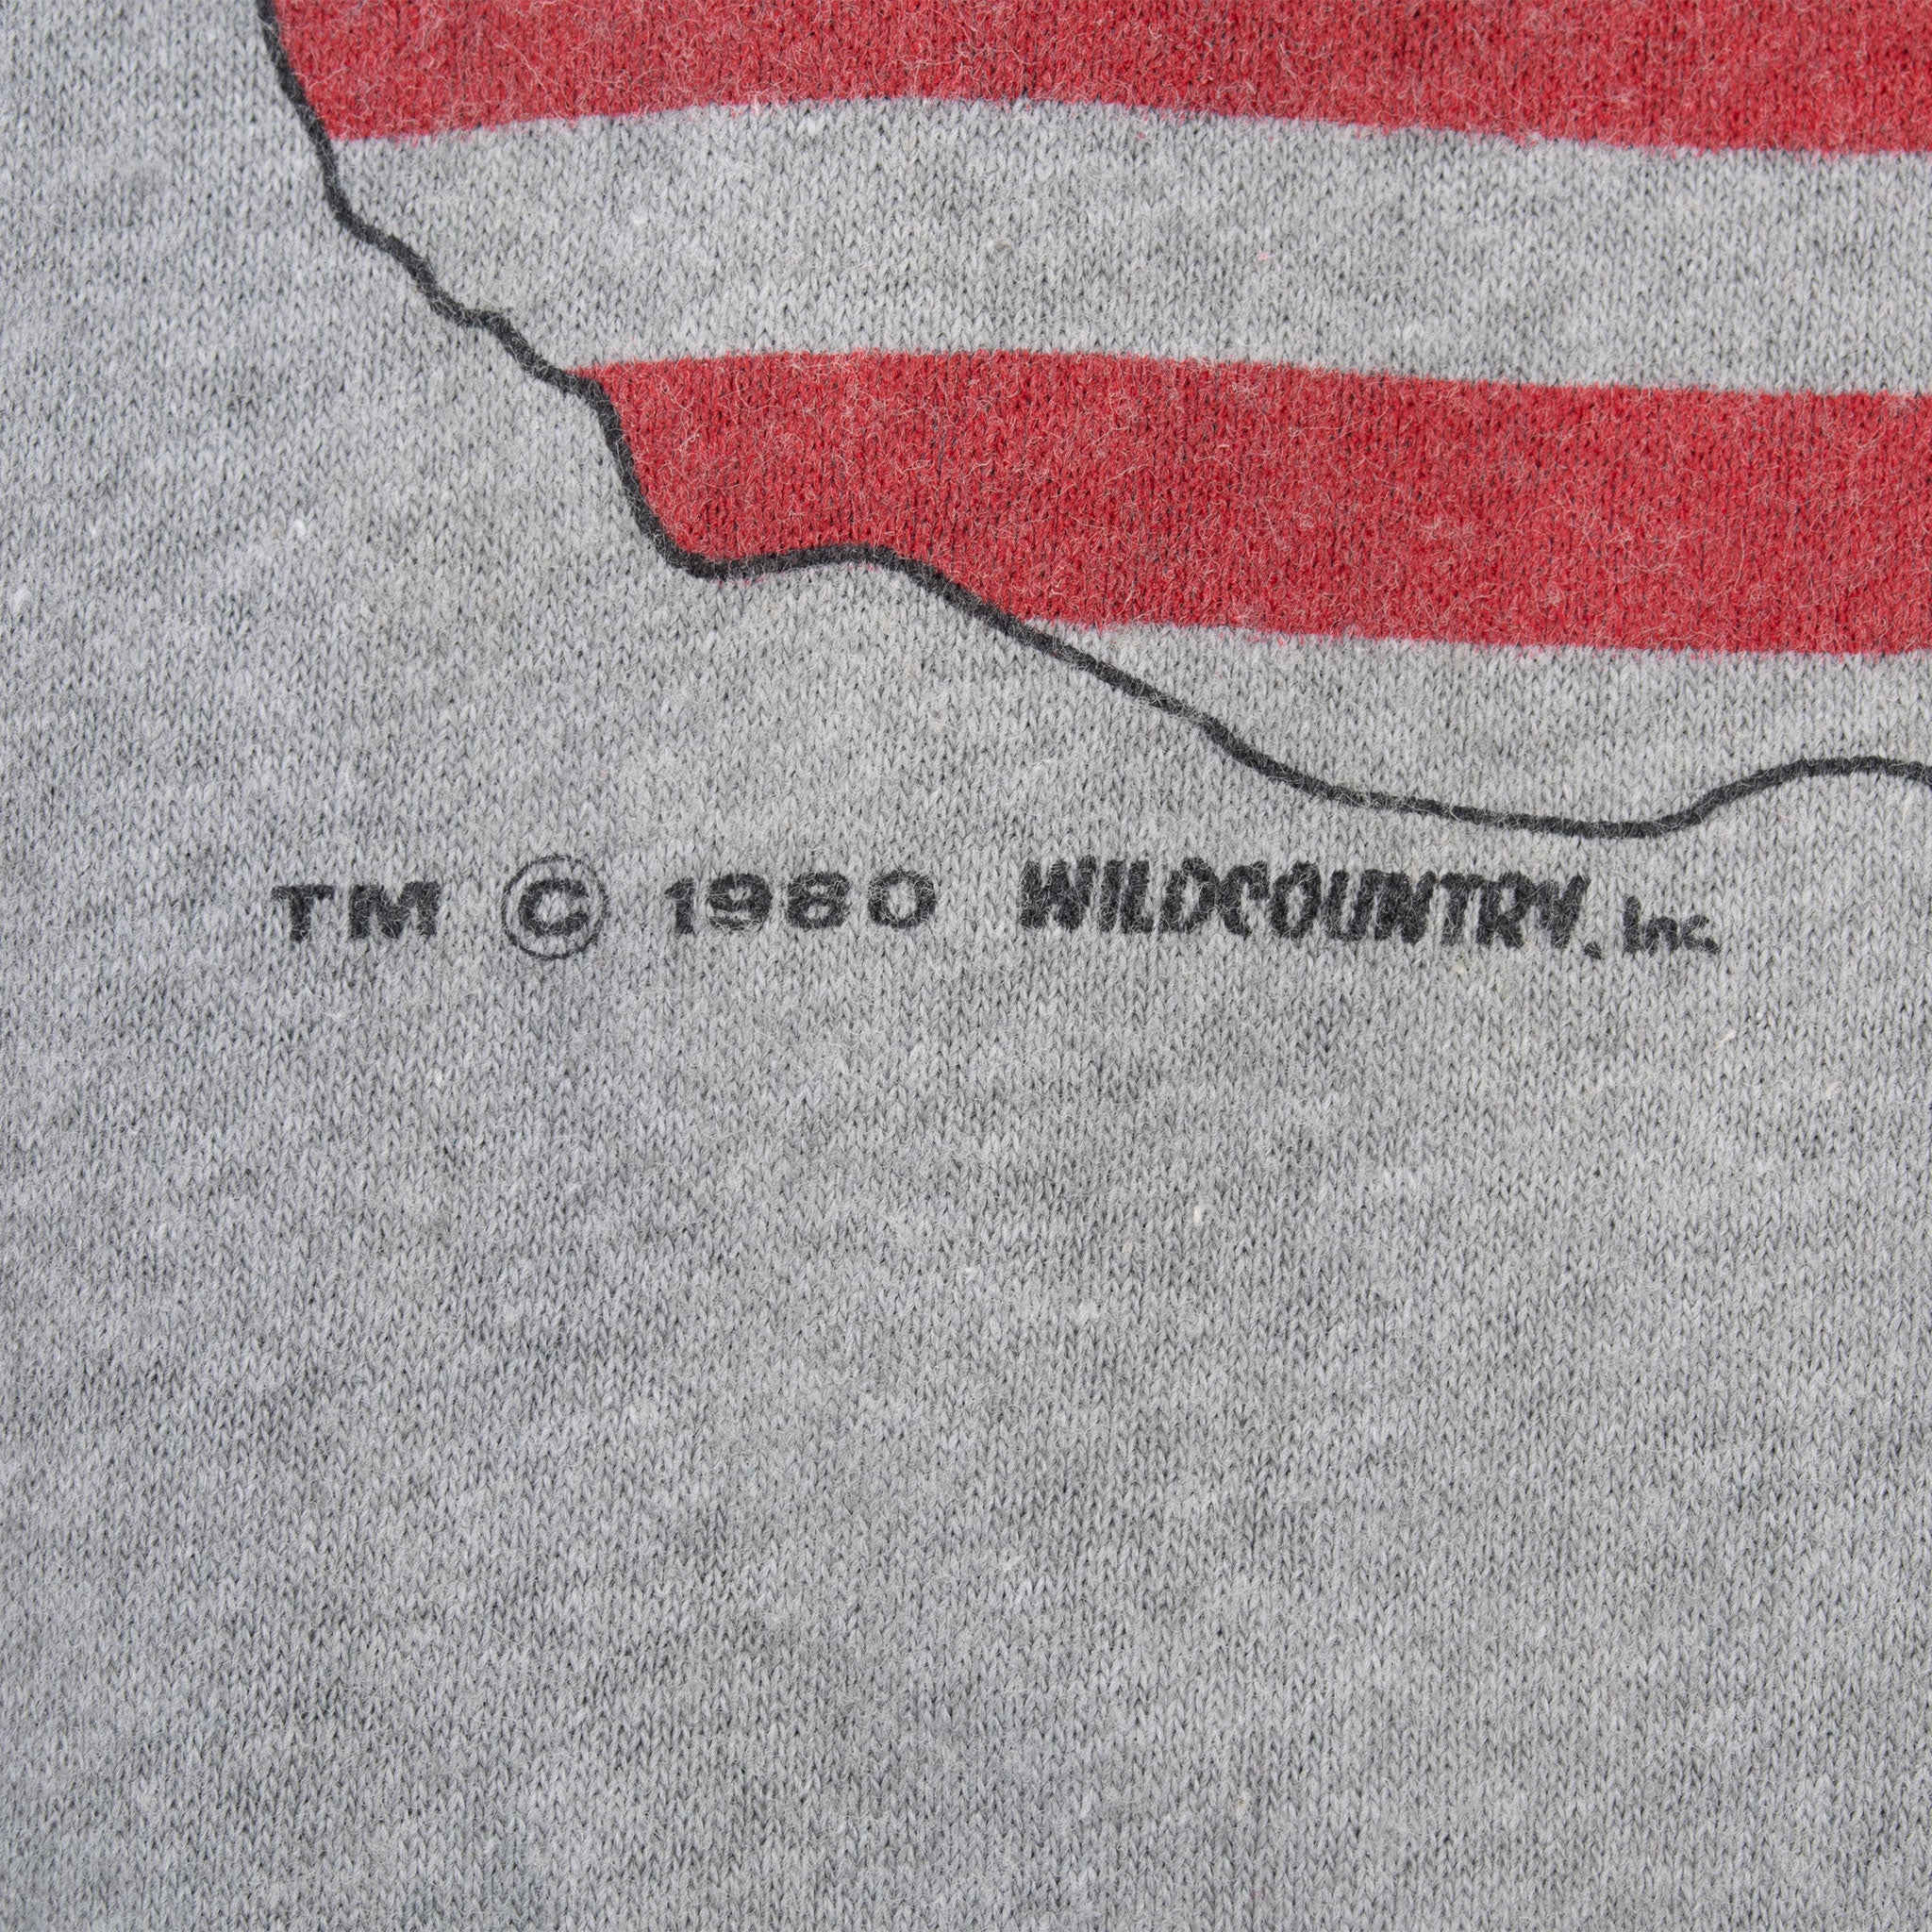 TM © 1980 WILDCOUNTRY, Inc.